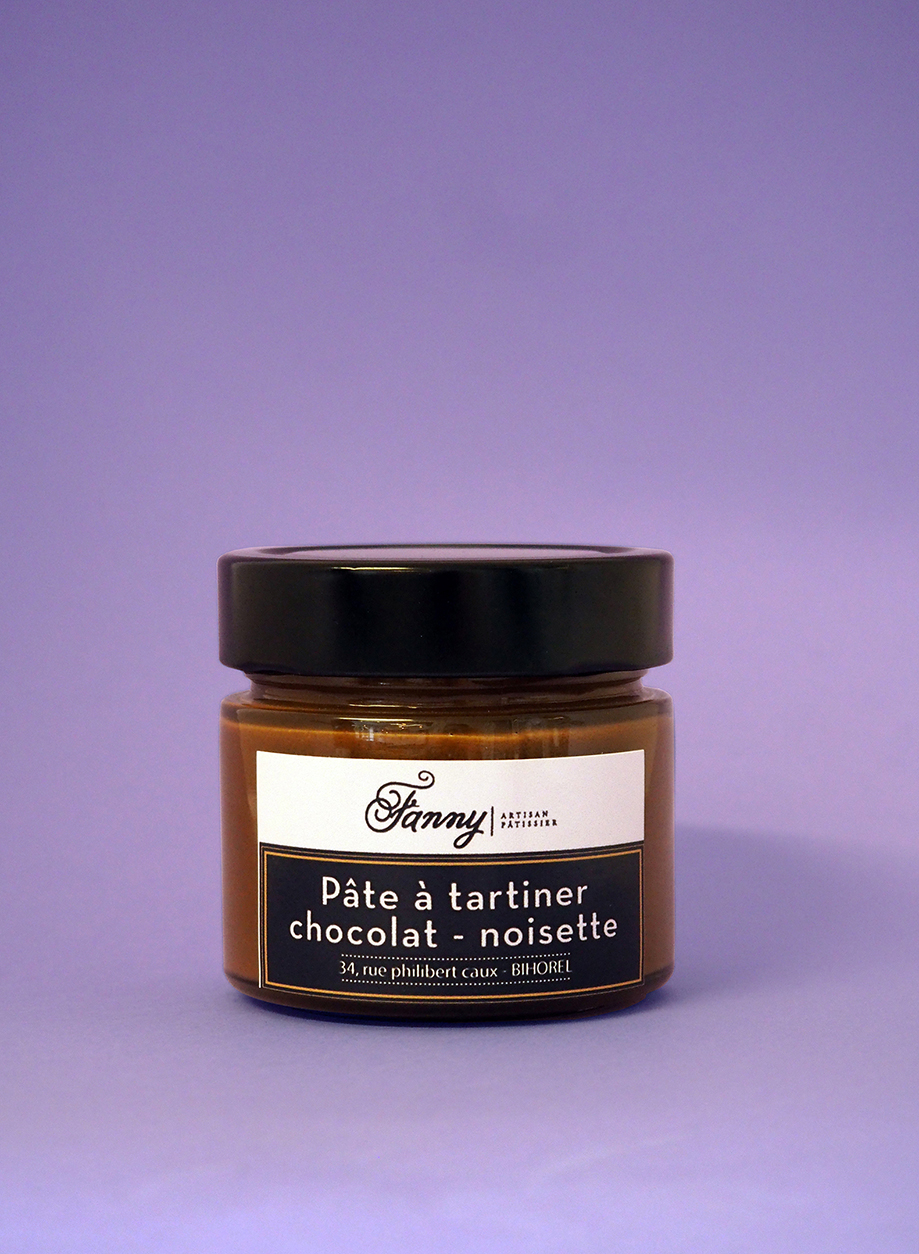 Fanny
ARTISAN
PÂTISSIER
Pâte à tartiner
chocolat - noisette
34, rue philibert caux - BIHOREL